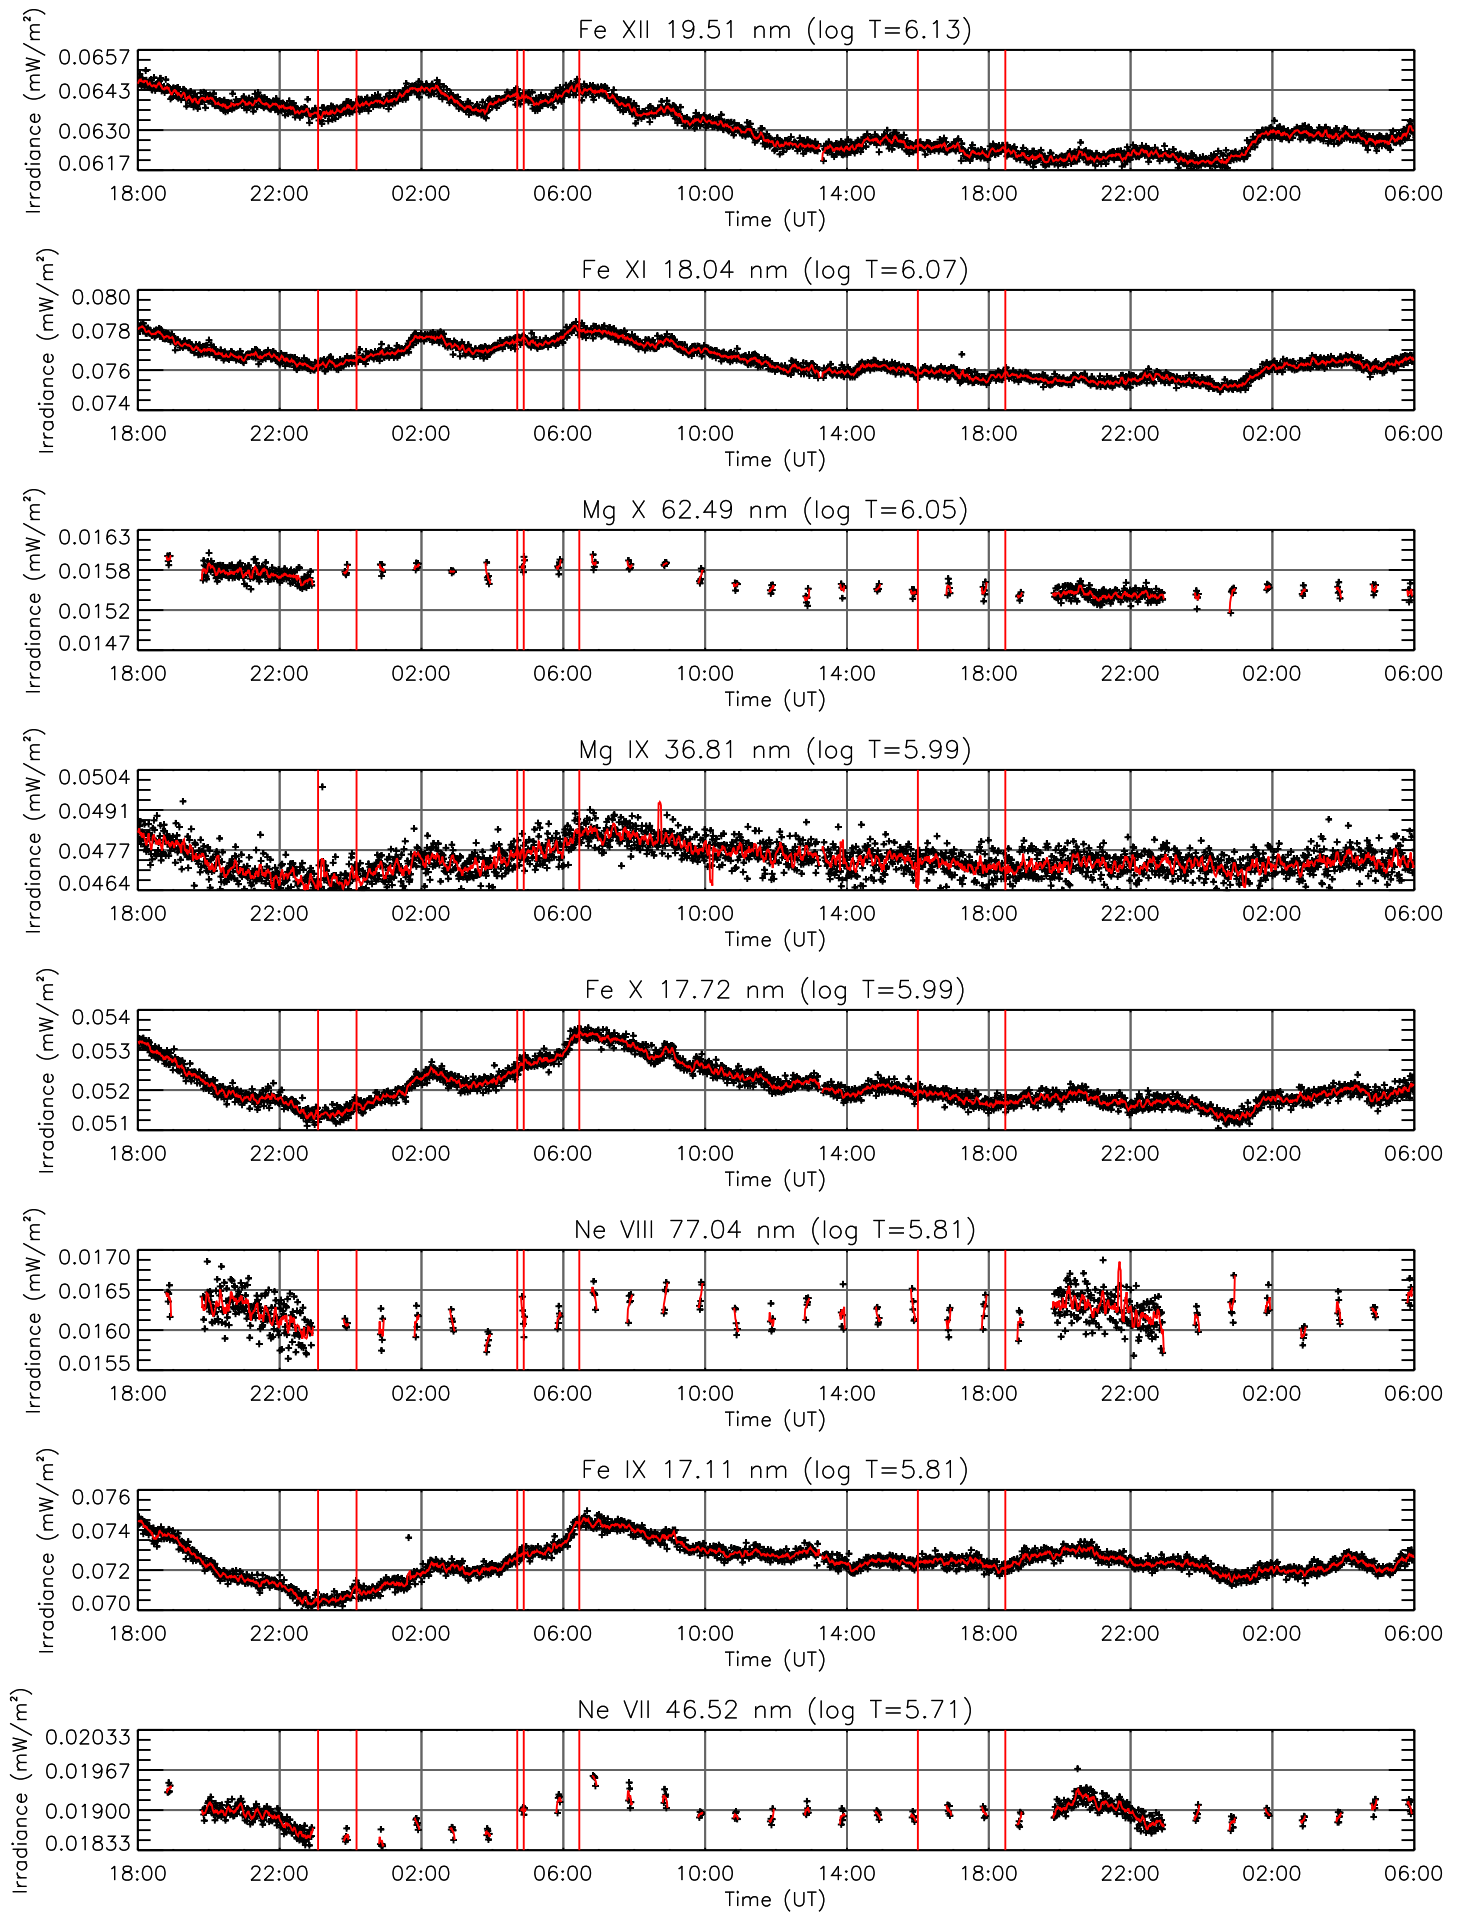 Fe XII 19.51 nm (log T=6.13)
Irradiance (mW/m²)
0.0657
0.0643
0.0630
0.0617
18:00 22:00 02:00 06:00 10:00 14:00 18:00 22:00 02:00 06:00
Time (UT)
Fe XI 18.04 nm (log T=6.07)
Irradiance (mW/m²)
0.080
0.078
0.076
0.074
18:00 22:00 02:00 06:00 10:00 14:00 18:00 22:00 02:00 06:00
Time (UT)
Mg X 62.49 nm (log T=6.05)
Irradiance (mW/m²)
0.0163
0.0158
0.0152
0.0147
18:00 22:00 02:00 06:00 10:00 14:00 18:00 22:00 02:00 06:00
Time (UT)
Mg IX 36.81 nm (log T=5.99)
Irradiance (mW/m²)
0.0504
0.0491
0.0477
0.0464
18:00 22:00 02:00 06:00 10:00 14:00 18:00 22:00 02:00 06:00
Time (UT)
Fe X 17.72 nm (log T=5.99)
Irradiance (mW/m²)
0.054
0.053
0.052
0.051
18:00 22:00 02:00 06:00 10:00 14:00 18:00 22:00 02:00 06:00
Time (UT)
Ne VIII 77.04 nm (log T=5.81)
Irradiance (mW/m²)
0.0170
0.0165
0.0160
0.0155
18:00 22:00 02:00 06:00 10:00 14:00 18:00 22:00 02:00 06:00
Time (UT)
Fe IX 17.11 nm (log T=5.81)
Irradiance (mW/m²)
0.076
0.074
0.072
0.070
18:00 22:00 02:00 06:00 10:00 14:00 18:00 22:00 02:00 06:00
Time (UT)
Ne VII 46.52 nm (log T=5.71)
Irradiance (mW/m²)
0.02033
0.01967
0.01900
0.01833
18:00 22:00 02:00 06:00 10:00 14:00 18:00 22:00 02:00 06:00
Time (UT)